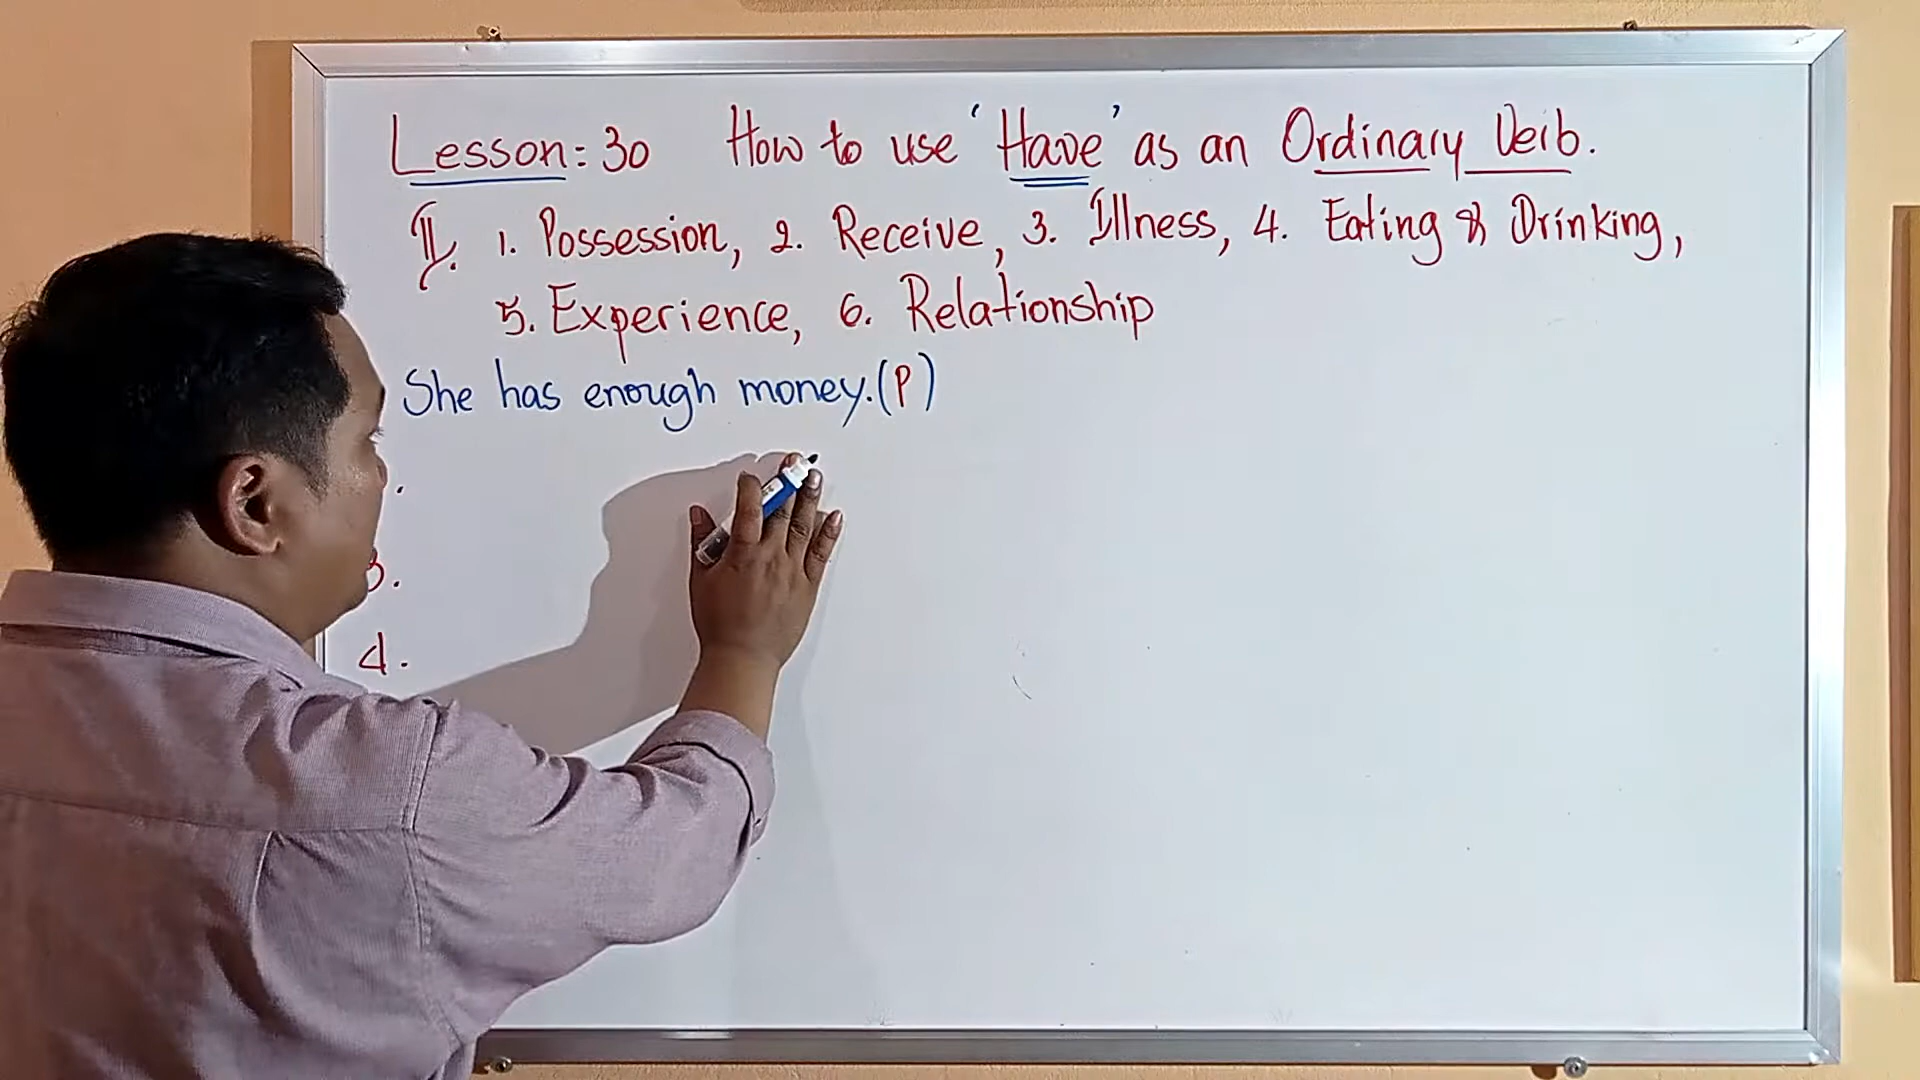 Lesson: 30 How to use 'Have' as an Ordinary Verb.
II. 1. Possession, 2. Receive, 3. Illness, 4. Eating & Drinking,
5. Experience, 6. Relationship
She has enough money. (P)
.
3.
4.